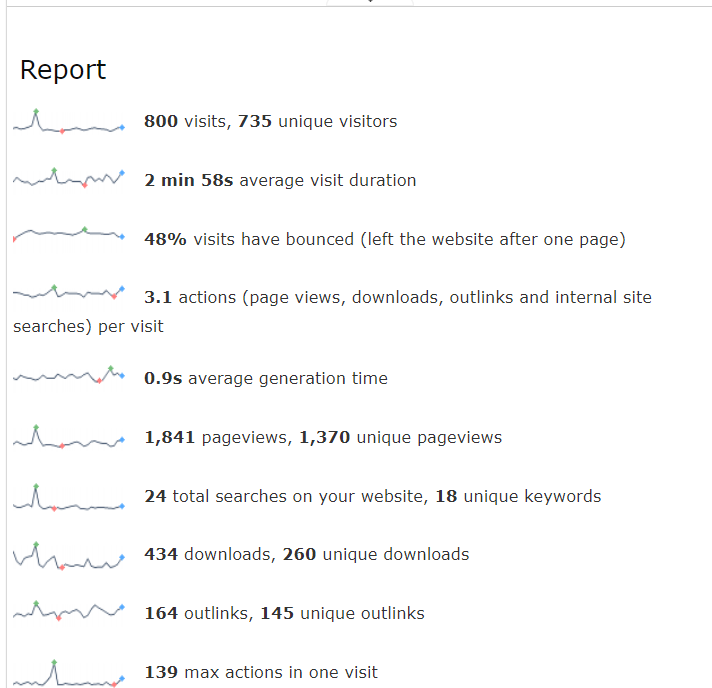 Report
800 visits, 735 unique visitors
2 min 58s average visit duration
48% visits have bounced (left the website after one page)
3.1 actions (page views, downloads, outlinks and internal site
searches) per visit
0.9s average generation time
1,841 pageviews, 1,370 unique pageviews
24 total searches on your website, 18 unique keywords
434 downloads, 260 unique downloads
164 outlinks, 145 unique outlinks
139 max actions in one visit